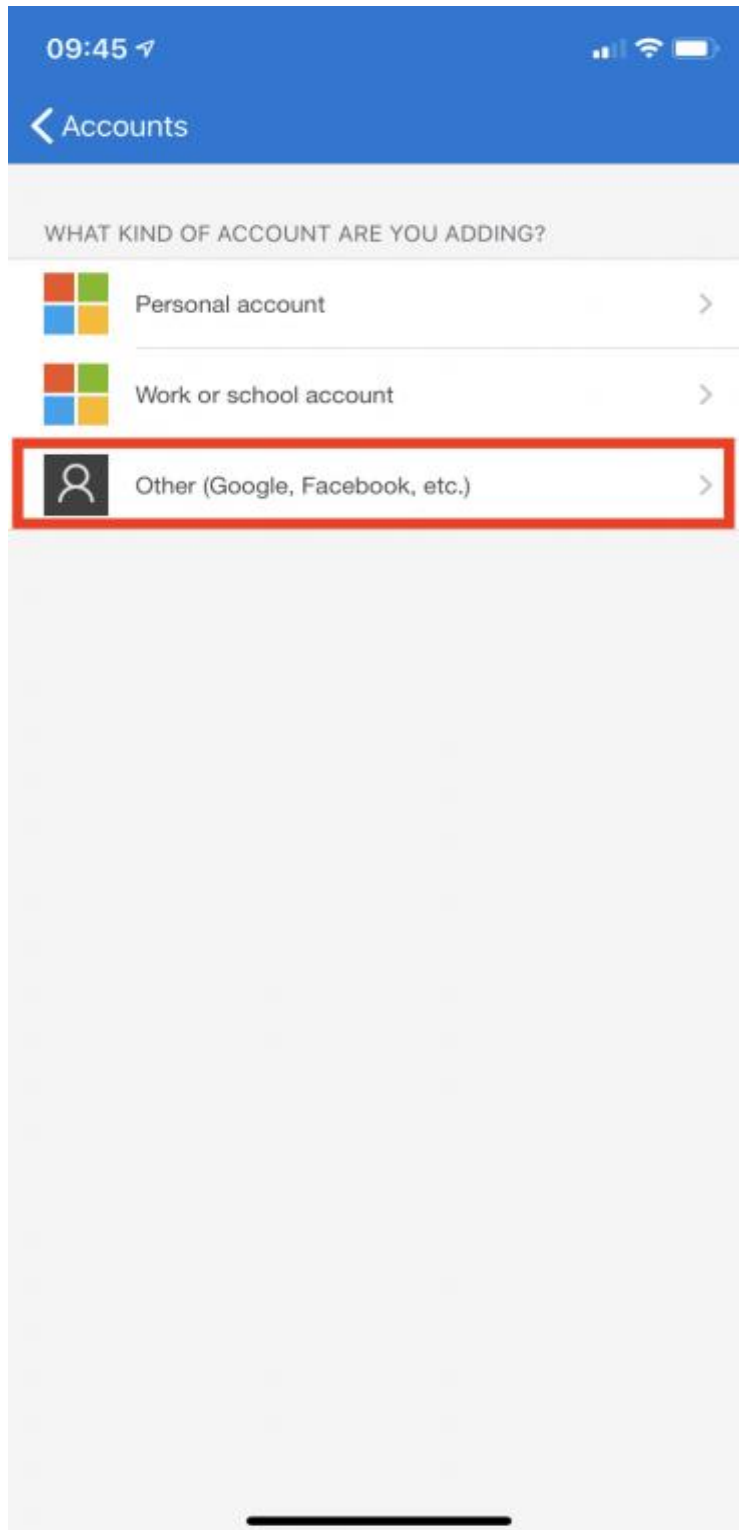 09:45
Accounts
WHAT KIND OF ACCOUNT ARE YOU ADDING?
Personal account
Work or school account
Other (Google, Facebook, etc.)